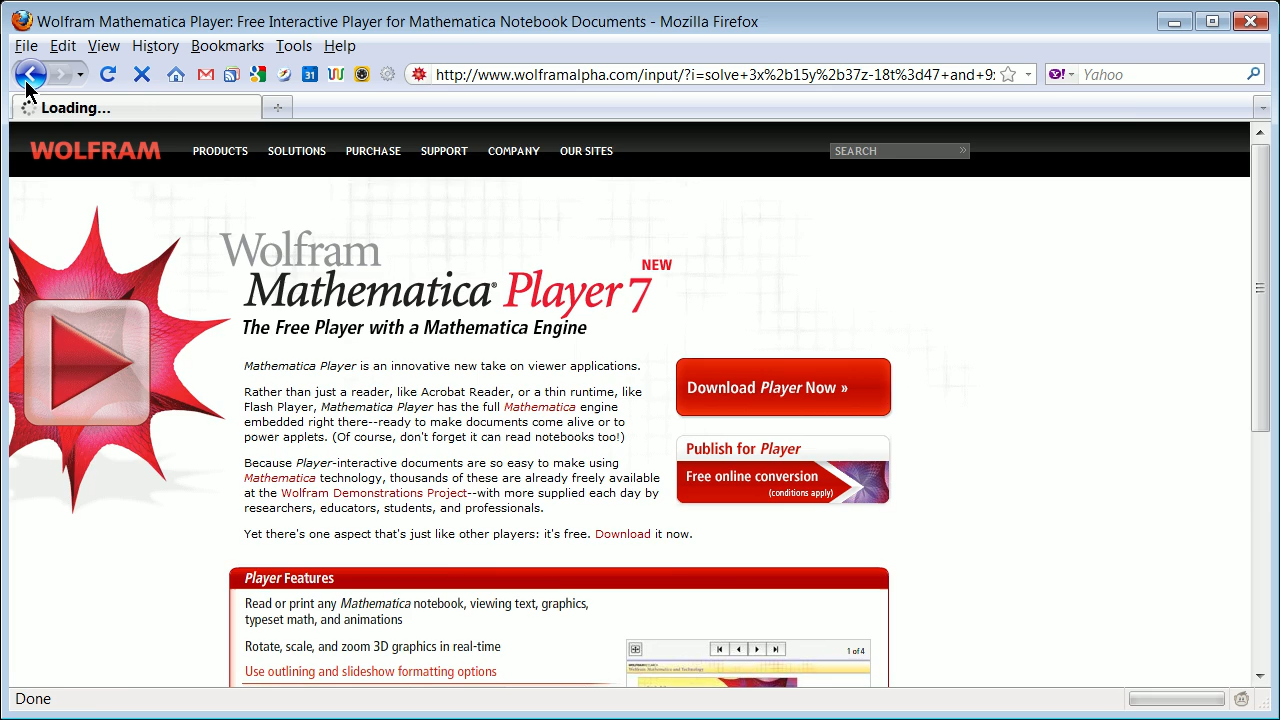 Wolfram Mathematica Player: Free Interactive Player for Mathematica Notebook Documents - Mozilla Firefox
File Edit View History Bookmarks Tools Help
http://www.wolframalpha.com/input/?i=solve+3x%2b15y%2b37z-18t%3d47+and+9:
Yahoo
Loading...
WOLFRAM PRODUCTS SOLUTIONS PURCHASE SUPPORT COMPANY OUR SITES SEARCH »
Wolfram
Mathematica® Player 7 NEW
The Free Player with a Mathematica Engine
Mathematica Player is an innovative new take on viewer applications.
Rather than just a reader, like Acrobat Reader, or a thin runtime, like
Flash Player, Mathematica Player has the full Mathematica engine
embedded right there--ready to make documents come alive or to
power applets. (Of course, don't forget it can read notebooks too!)
Because Player-interactive documents are so easy to make using
Mathematica technology, thousands of these are already freely available
at the Wolfram Demonstrations Project--with more supplied each day by
researchers, educators, students, and professionals.
Yet there's one aspect that's just like other players: it's free. Download it now.
Download Player Now »
Publish for Player
Free online conversion
(conditions apply)
Player Features
Read or print any Mathematica notebook, viewing text, graphics,
typeset math, and animations
Rotate, scale, and zoom 3D graphics in real-time
Use outlining and slideshow formatting options
1 of 4
Done